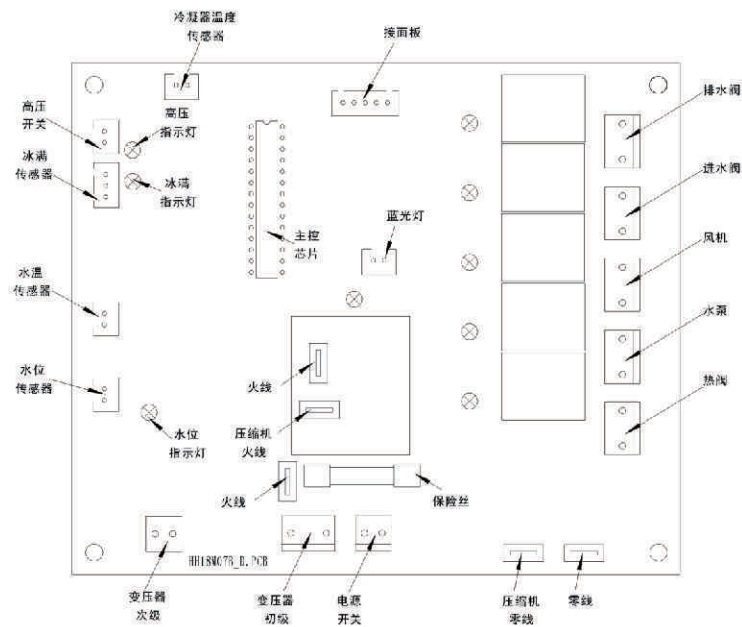 冷凝器温度
传感器
接面板
高压
开关
高压
指示灯
排水阀
冰满
传感器
冰满
指示灯
进水阀
主控
芯片
蓝光灯
风机
水温
传感器
水泵
水位
传感器
火线
热阀
水位
指示灯
压缩机
火线
火线
保险丝
HH18M07B_D.PCB
变压器
次级
变压器
初级
电源
开关
压缩机
零线
零线